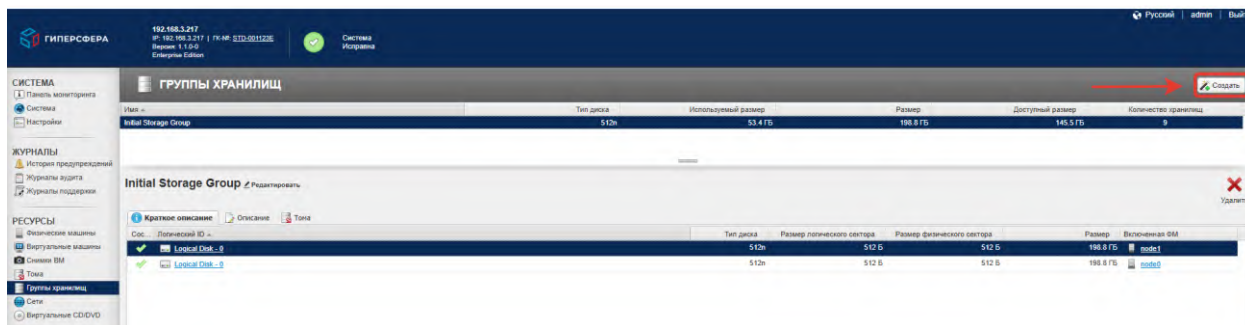 Русский | admin | Вый
ГИПЕРСФЕРА
192.168.3.217
IP: 192.168.3.217 | ПК-№: STD-001123E
Версия: 1.1.0-0
Enterprise Edition
Система
Исправна
СИСТЕМА
Панель мониторинга
Система
Настройки
ЖУРНАЛЫ
История предупреждений
Журналы аудита
Журналы поддержки
РЕСУРСЫ
Физические машины
Виртуальные машины
Снимки ВМ
Тома
Группы хранилищ
Сети
Виртуальные CD/DVD
ГРУППЫ ХРАНИЛИЩ
Создать
Имя Тип диска Используемый размер Размер Доступный размер Количество хранилищ
Initial Storage Group 512n 53.4 ГБ 198.8 ГБ 145.5 ГБ 9
Initial Storage Group Редактировать
Удалит
Краткое описание Описание Тома
Сос... Логический ID Тип диска Размер логического сектора Размер физического сектора Размер Включенная ФМ
Logical Disk - 0 512n 512 Б 512 Б 198.8 ГБ node1
Logical Disk - 0 512n 512 Б 512 Б 198.8 ГБ node0